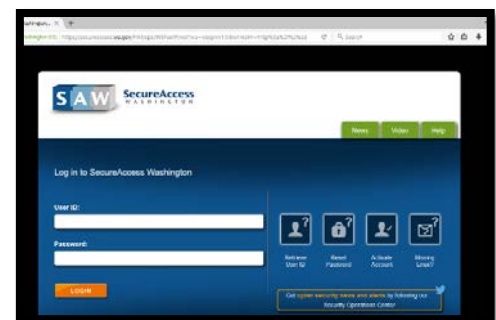 SAW SecureAccess
WASHINGTON
News Video Help
Log in to SecureAccess Washington
User ID:
Password:
Retrieve User ID
Reset Password
Activate Account
Missing Email?
LOGIN
Get cyber security news and alerts by following our
Security Operations Center